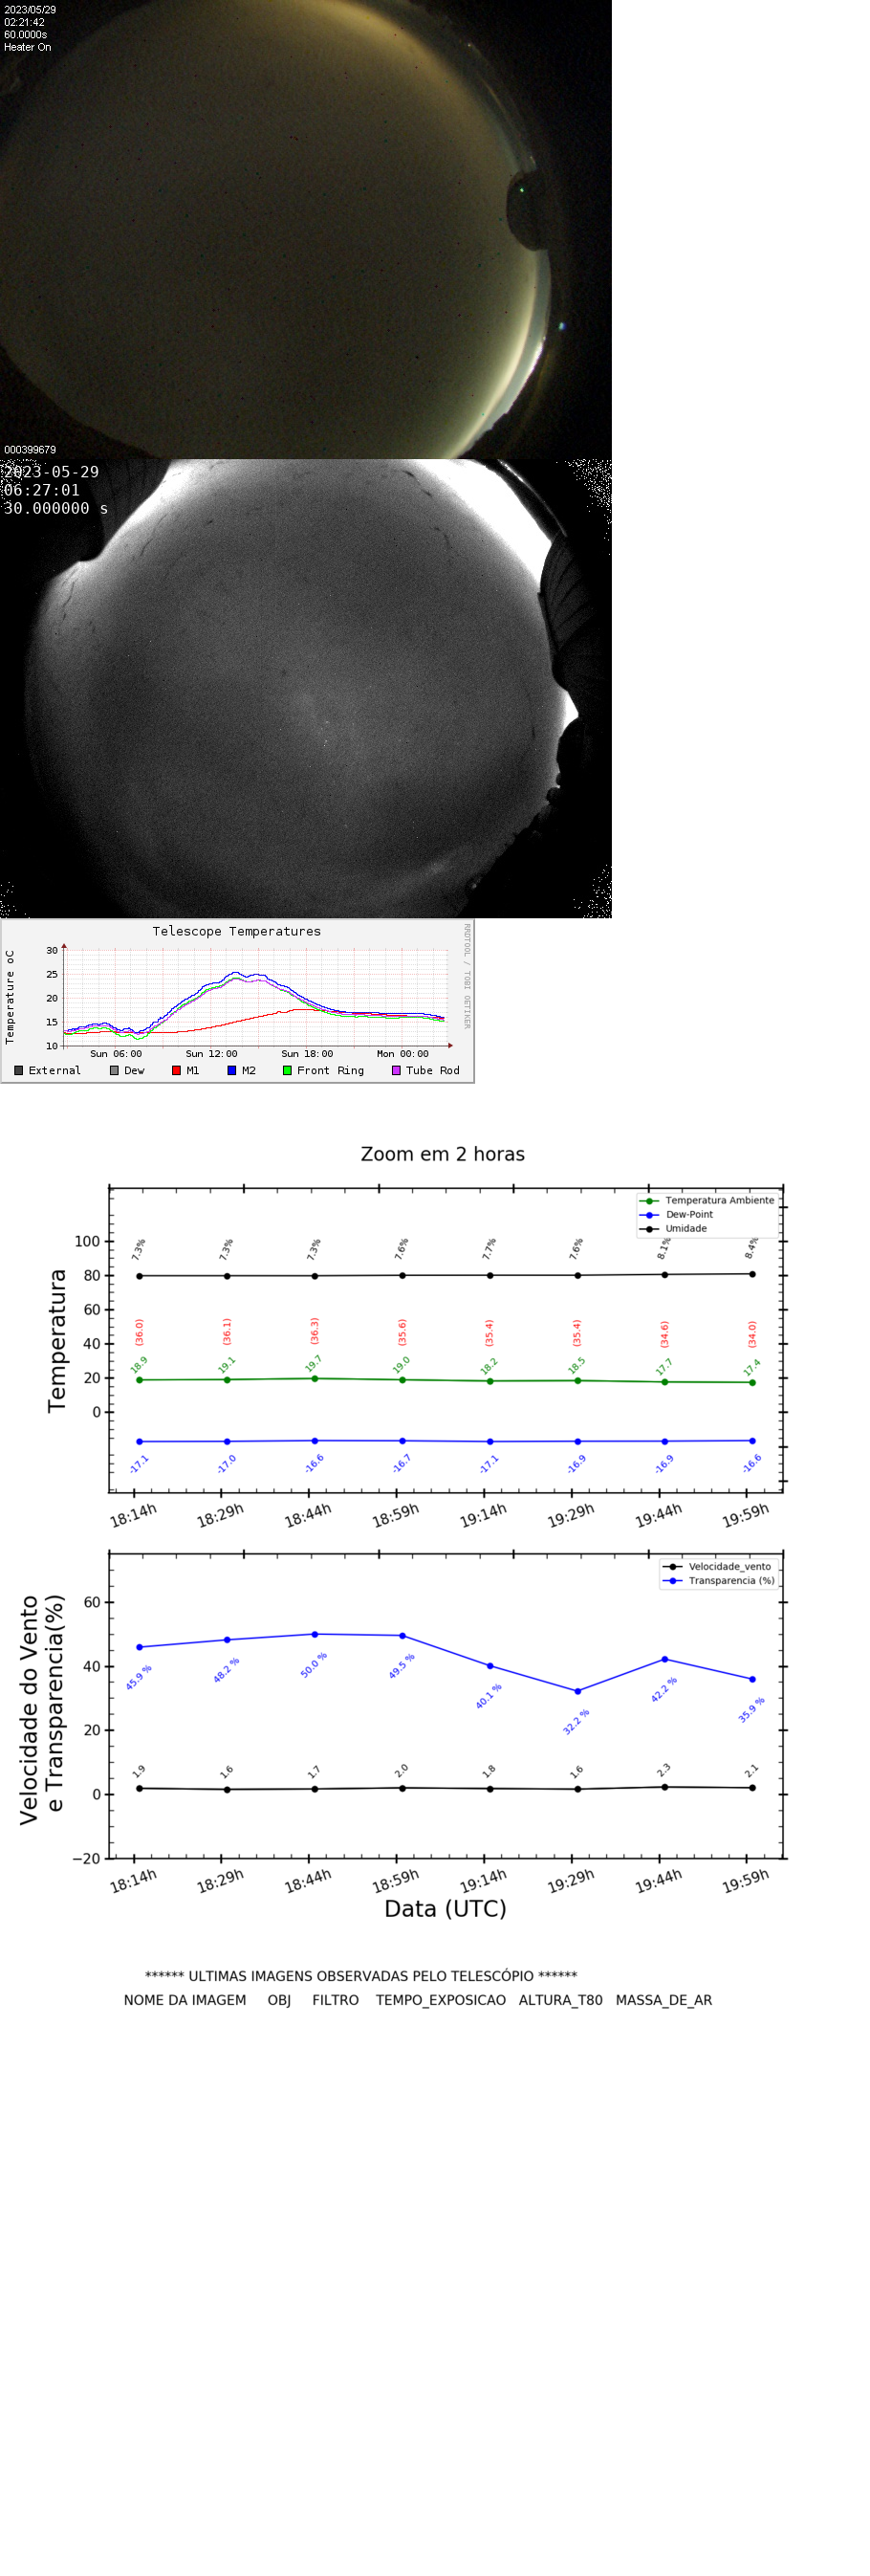 2023/05/29
02:21:42
60.0000s
Heater On
000399679
2023-05-29
06:27:01
30.000000 s
Telescope Temperatures
RRDTOOL / TOBI OETIKER
Temperature oC
30
25
20
15
10
Sun 06:00 Sun 12:00 Sun 18:00 Mon 00:00
External Dew M1 M2 Front Ring Tube Rod
Zoom em 2 horas
Temperatura Ambiente
Dew-Point
Umidade
Temperatura
100
80
60
40
20
0
7.3% 7.3% 7.3% 7.6% 7.7% 7.6% 8.1% 8.4%
(36.0) (36.1) (36.3) (35.6) (35.4) (35.4) (34.6) (34.0)
18.9 19.1 19.7 19.0 18.2 18.5 17.7 17.4
-17.1 -17.0 -16.6 -16.7 -17.1 -16.9 -16.9 -16.6
18:14h 18:29h 18:44h 18:59h 19:14h 19:29h 19:44h 19:59h
Velocidade_vento
Transparencia (%)
Velocidade do Vento
e Transparencia(%)
60
40
20
0
−20
45.9 % 48.2 % 50.0 % 49.5 % 40.1 % 32.2 % 42.2 % 35.9 %
1.9 1.6 1.7 2.0 1.8 1.6 2.3 2.1
18:14h 18:29h 18:44h 18:59h 19:14h 19:29h 19:44h 19:59h
Data (UTC)
****** ULTIMAS IMAGENS OBSERVADAS PELO TELESCÓPIO ******
NOME DA IMAGEM OBJ FILTRO TEMPO_EXPOSICAO ALTURA_T80 MASSA_DE_AR